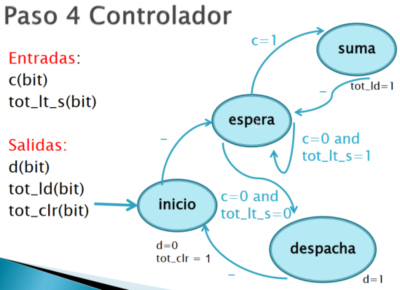 Paso 4 Controlador
Entradas:
c(bit)
tot_lt_s(bit)
Salidas:
d(bit)
tot_ld(bit)
tot_clr(bit)
c=1
suma
tot_ld=1
–
espera
–
c=0 and
tot_lt_s=1
inicio
c=0 and
tot_lt_s=0
d=0
tot_clr = 1
despacha
–
d=1